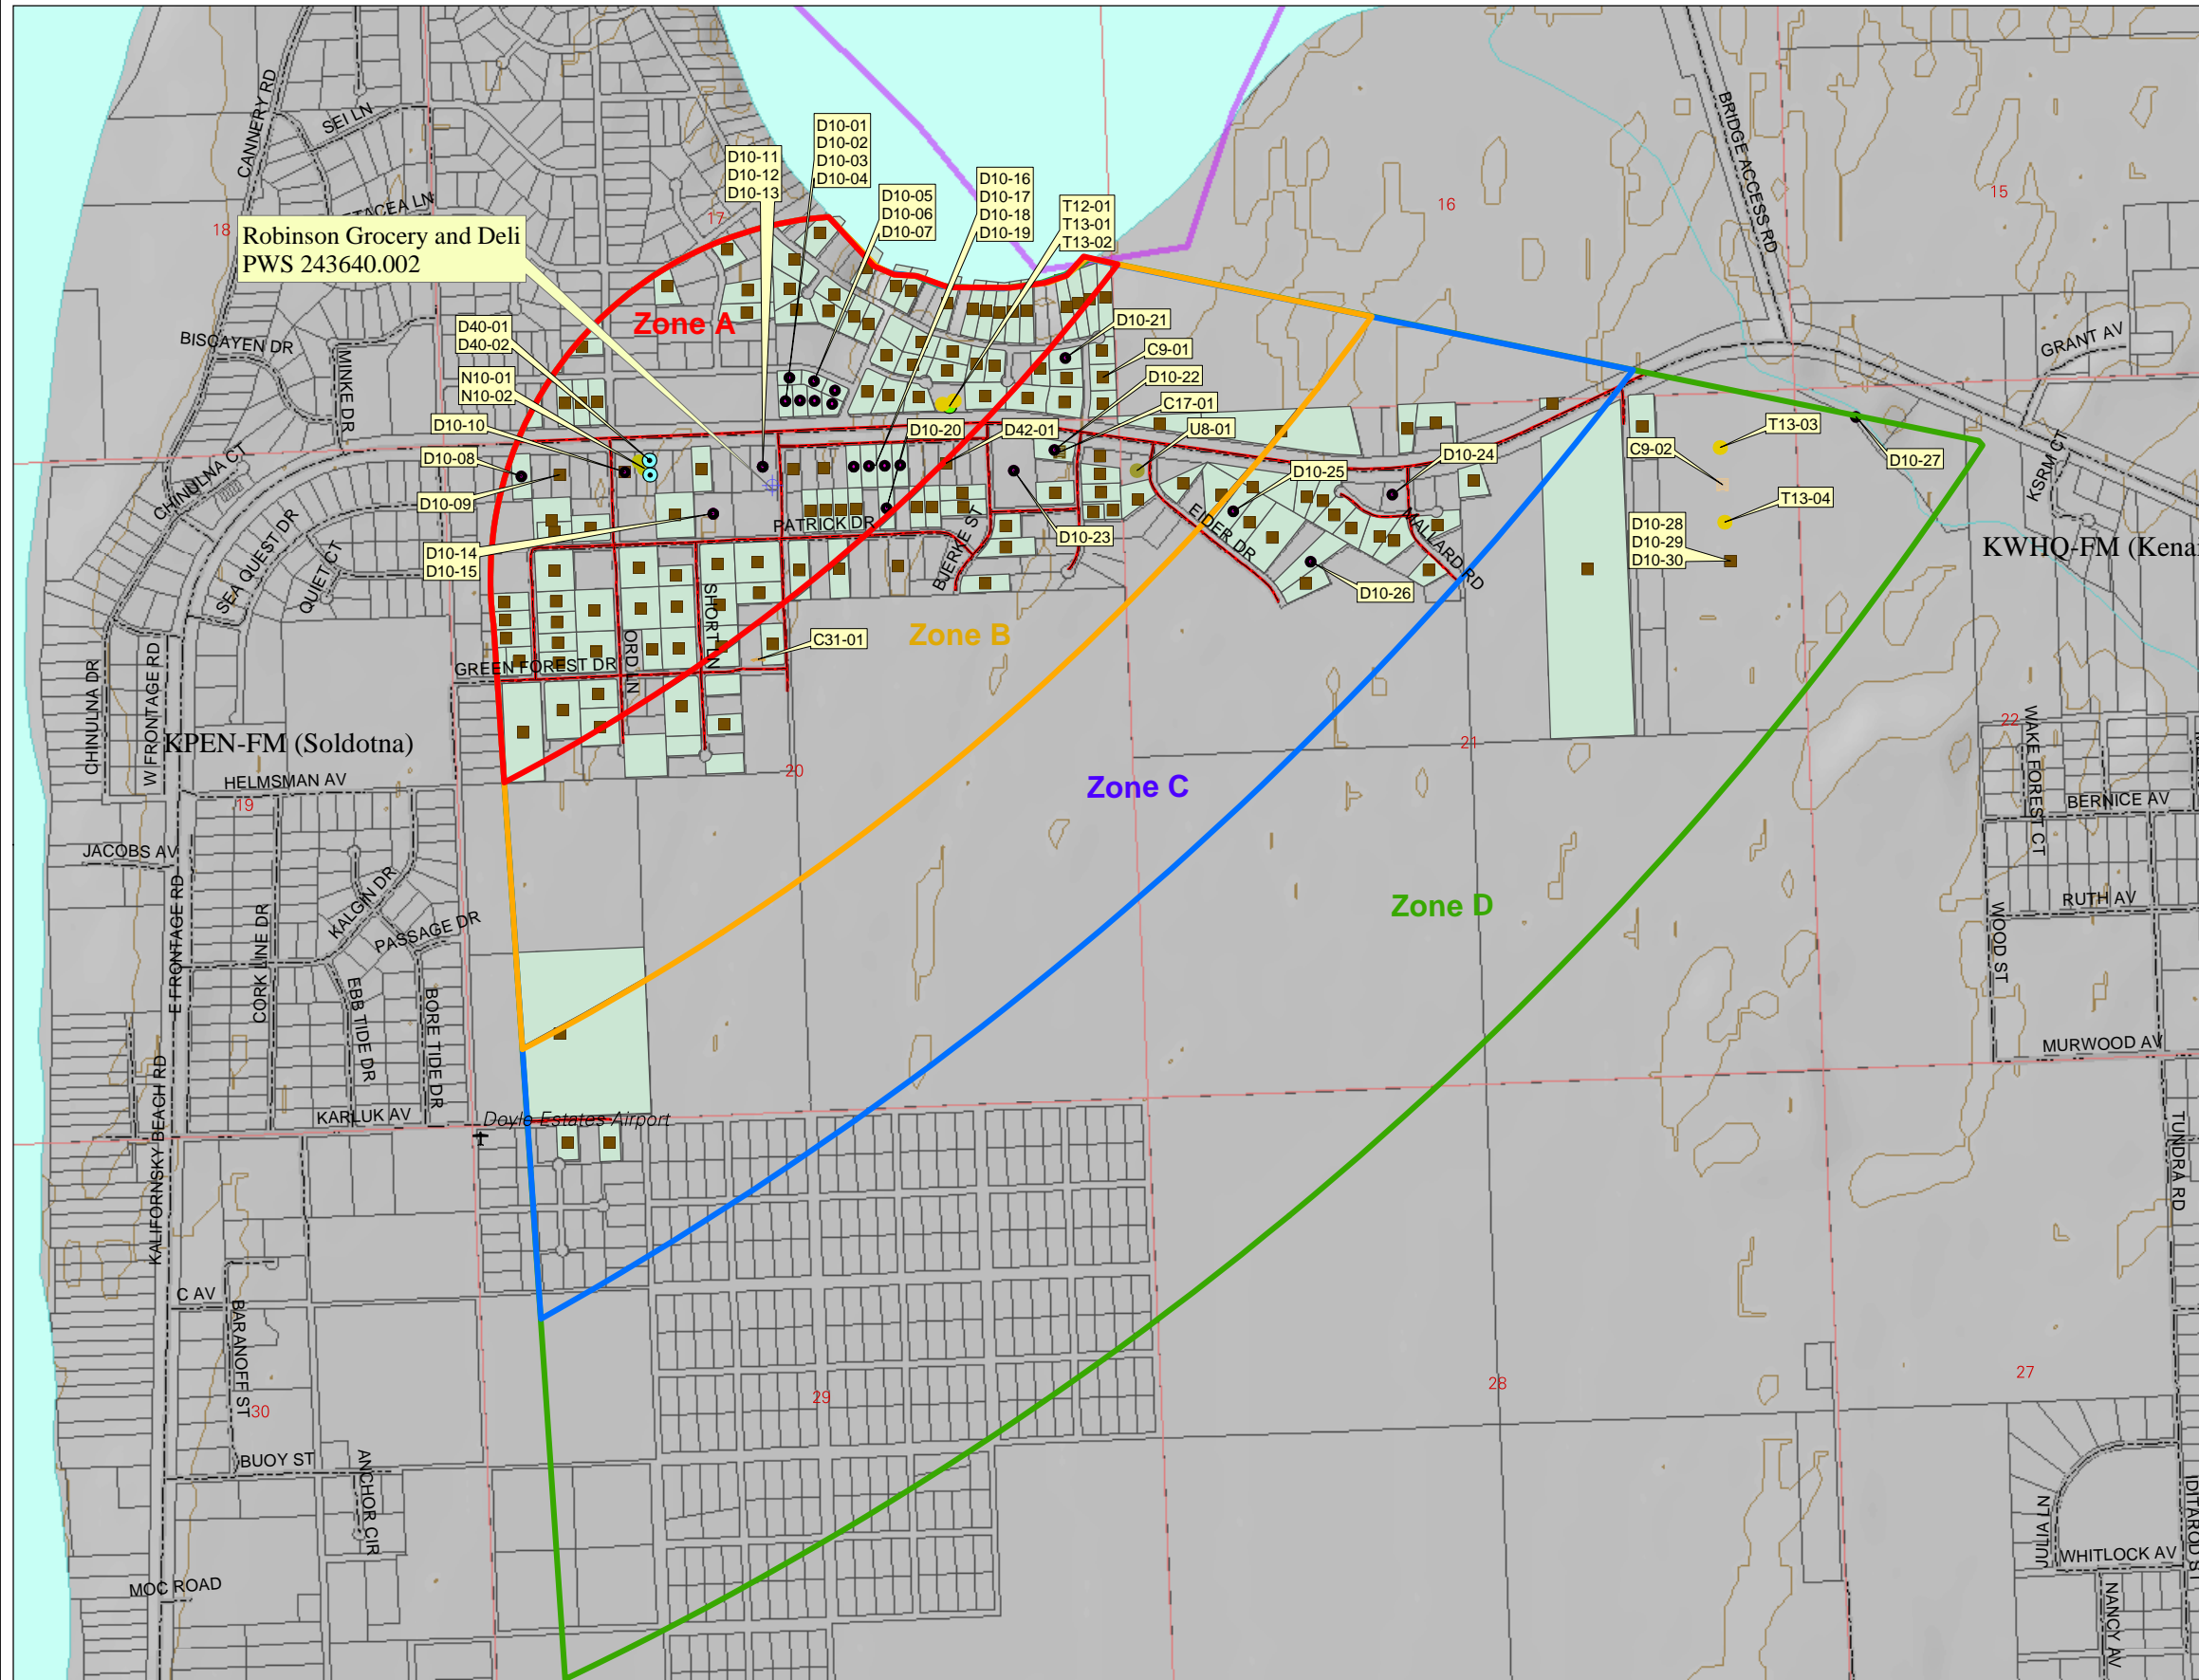 CANNERY RD
SEI LN
BRIDGE ACCESS RD
D10-01
D10-02
D10-03
D10-04
D10-11
D10-12
D10-13
D10-05
D10-06
D10-07
D10-16
D10-17
D10-18
D10-19
T12-01
T13-01
T13-02
18
17
16
15
Robinson Grocery and Deli
PWS 243640.002
Zone A
D40-01
D40-02
N10-01
N10-02
D10-10
D10-08
D10-09
D10-14
D10-15
D10-21
C9-01
D10-22
C17-01
U8-01
D10-20
D42-01
D10-25
D10-24
D10-23
D10-26
C9-02
T13-03
T13-04
D10-27
D10-28
D10-29
D10-30
C31-01
BISCAYEN DR
MINKE DR
CHINULNA CT
SEA QUEST DR
QUIET CT
PATRICK DR
BJERKE ST
EIDER DR
MALLARD RD
GRANT AV
KSRM CT
KWHQ-FM (Kenai
Zone B
SHORT LN
ORD LN
GREEN FOREST DR
CHINULNA DR
W FRONTAGE RD
KPEN-FM (Soldotna)
HELMSMAN AV
19
20
21
22
Zone C
Zone D
WAKE FOREST CT
BERNICE AV
RUTH AV
WOOD ST
MURWOOD AV
JACOBS AV
E FRONTAGE RD
CORK LINE DR
KALGIN DR
PASSAGE DR
EBB TIDE DR
BORE TIDE DR
KARLUK AV
Doyle Estates Airport
KALIFORNSKY BEACH RD
TUNDRA RD
C AV
BARANOFF ST
30
29
28
27
BUOY ST
ANCHOR CIR
MOC ROAD
JULIA LN
WHITLOCK AV
NANCY AV
IDITAROD ST